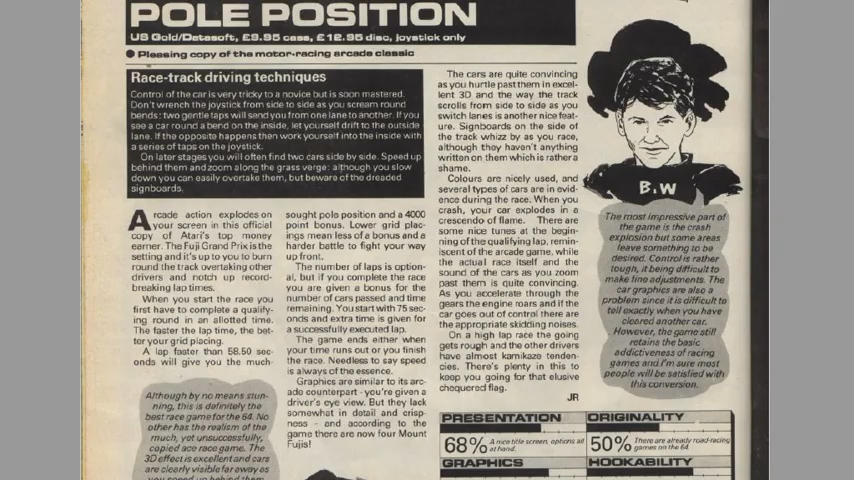 POLE POSITION
US Gold/Datasoft, £9.95 cass, £12.95 disc, joystick only
● Pleasing copy of the motor-racing arcade classic
Race-track driving techniques
Control of the car is very tricky to a novice but is soon mastered.
Don't wrench the joystick from side to side as you scream round
bends: two gentle taps will send you from one lane to another. If you
see a car round a bend on the inside, let yourself drift to the outside
lane. If the opposite happens then work yourself into the inside with
a series of taps on the joystick.
On later stages you will often find two cars side by side. Speed up
behind them and zoom along the grass verge: although you slow
down you can easily overtake them, but beware of the dreaded
signboards.
Arcade action explodes on
your screen in this official
copy of Atari's top money
earner. The Fuji Grand Prix is the
setting and it's up to you to burn
round the track overtaking other
drivers and notch up record-
breaking lap times.
When you start the race you
first have to complete a qualify-
ing round in an allotted time.
The faster the lap time, the bet-
ter your grid placing.
A lap faster than 58.50 sec-
onds will give you the much-
sought pole position and a 4000
point bonus. Lower grid plac-
ings mean less of a bonus and a
harder battle to fight your way
up front.
The number of laps is option-
al, but if you complete the race
you are given a bonus for the
number of cars passed and time
remaining. You start with 75 sec-
onds and extra time is given for
a successfully executed lap.
The game ends either when
your time runs out or you finish
the race. Needless to say speed
is always of the essence.
Graphics are similar to its arc-
ade counterpart - you're given a
driver's eye view. But they lack
somewhat in detail and crisp-
ness - and according to the
game there are now four Mount
Fujis!
The cars are quite convincing
as you hurtle past them in excel-
lent 3D and the way the track
scrolls from side to side as you
switch lanes is another nice feat-
ure. Signboards on the side of
the track whizz by as you race,
although they haven't anything
written on them which is rather a
shame.
Colours are nicely used, and
several types of cars are in evid-
ence during the race. When you
crash, your car explodes in a
crescendo of flame. There are
some nice tunes at the begin-
ning of the qualifying lap, remin-
iscent of the arcade game, while
the actual race itself and the
sound of the cars as you zoom
past them is quite convincing.
As you accelerate through the
gears the engine roars and if the
car goes out of control there are
the appropriate skidding noises.
On a high lap race the going
gets rough and the other drivers
have almost kamikaze tenden-
cies. There's plenty in this to
keep you going for that elusive
chequered flag.
JR
B.W
The most impressive part of
the game is the crash
explosion but some areas
leave something to be
desired. Control is rather
tough, it being difficult to
make fine adjustments. The
car graphics are also a
problem since it is difficult to
tell exactly when you have
cleared another car.
However, the game still
retains the basic
addictiveness of racing
games and I'm sure most
people will be satisfied with
this conversion.
Although by no means stun-
ning, this is definitely the
best race game for the 64. No
other has the realism of the
much, yet unsuccessfully,
copied ace race game. The
3D effect is excellent and cars
are clearly visible far away as
you speed up behind them
PRESENTATION
68% A nice title screen, options all
at hand.
ORIGINALITY
50% There are already road-racing
games on the 64.
GRAPHICS
HOOKABILITY